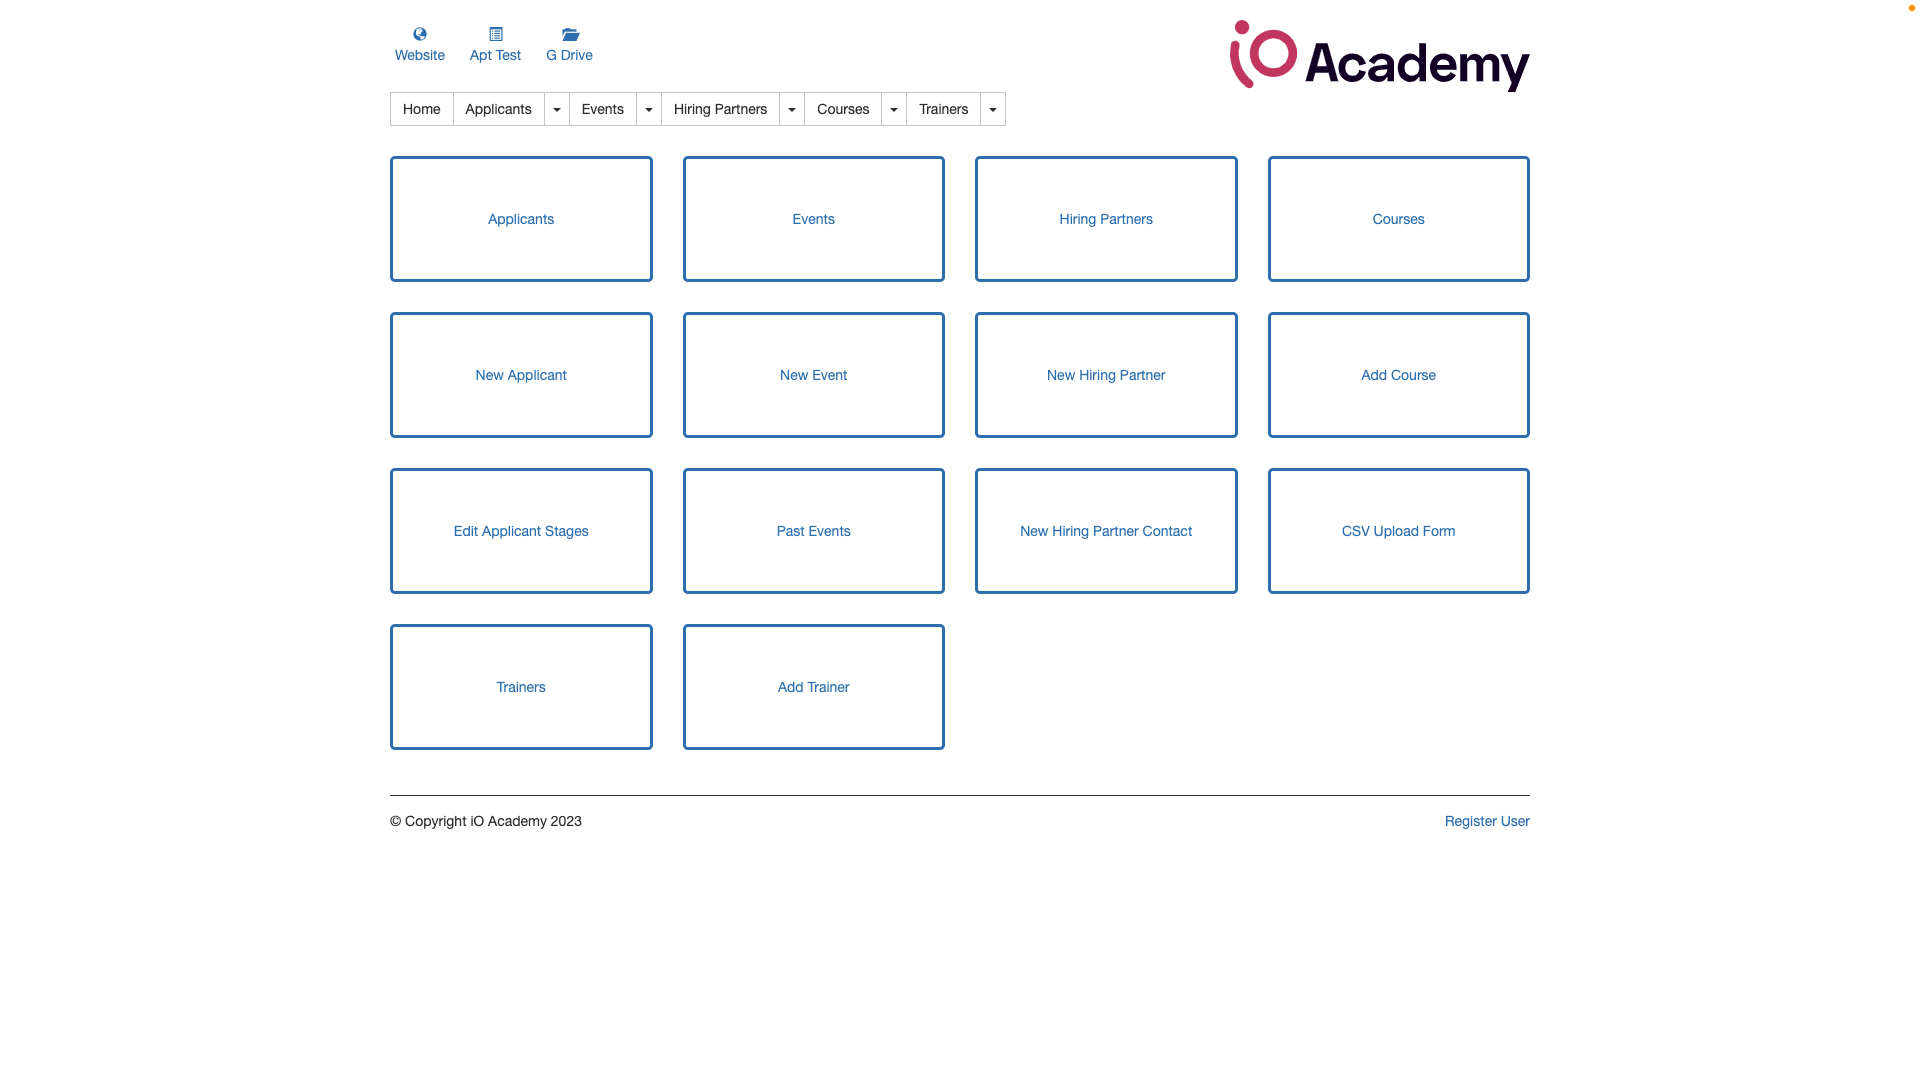 Website
Apt Test
G Drive
iO Academy
Home
Applicants
Events
Hiring Partners
Courses
Trainers
Applicants
Events
Hiring Partners
Courses
New Applicant
New Event
New Hiring Partner
Add Course
Edit Applicant Stages
Past Events
New Hiring Partner Contact
CSV Upload Form
Trainers
Add Trainer
© Copyright iO Academy 2023
Register User